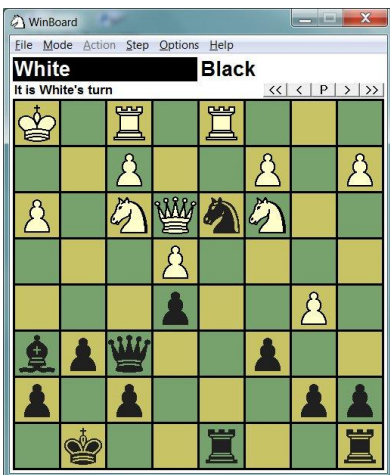 WinBoard
File Mode Action Step Options Help
White Black
It is White's turn << < P > >>